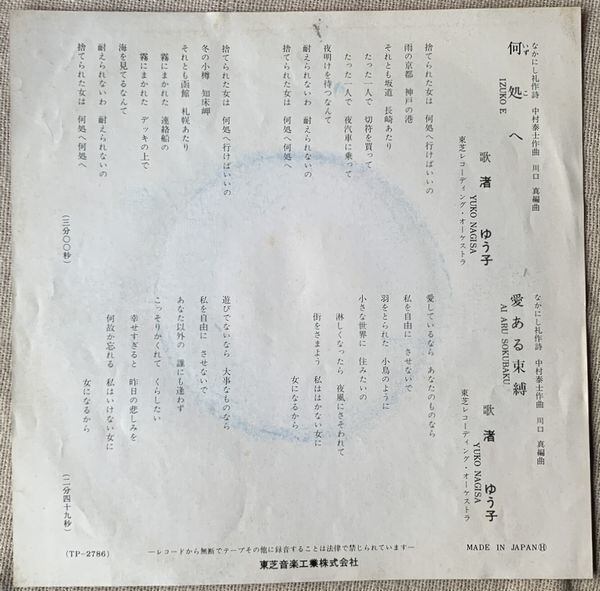 なかにし礼作詩　中村泰士作曲　川口　真編曲
何処へ
いずこ
IZUKO E
歌　渚　ゆう子
YUKO NAGISA
東芝レコーディング・オーケストラ
捨てられた女は　何処へ行けばいいの
雨の京都　神戸の港
それとも坂道　長崎あたり
たった一人で　切符を買って
たった一人で　夜汽車に乗って
夜明けを待つなんて
耐えられないわ　耐えられないの
捨てられた女は　何処へ何処へ
捨てられた女は　何処へ行けばいいの
冬の小樽　知床岬
それとも函館　札幌あたり
霧にまかれた　連絡船の
霧にまかれた　デッキの上で
海を見てるなんて
耐えられないわ　耐えられないの
捨てられた女は　何処へ何処へ
(三分〇〇秒)
なかにし礼作詩　中村泰士作曲　川口　真編曲
愛ある束縛
AI ARU SOKUBAKU
歌　渚　ゆう子
YUKO NAGISA
東芝レコーディング・オーケストラ
愛しているなら　あなたのものなら
私を自由に　させないで
羽をとられた　小鳥のように
小さな世界に　住みたいの
淋しくなったら　夜風にさそわれて
街をさまよう　私ははかない女に
女になるから
遊びでないなら　大事なものなら
私を自由に　させないで
あなた以外の　誰にも逢わず
こっそりかくれて　くらしたい
幸せすぎると　昨日の悲しみを
何故か忘れる　私はいけない女に
女になるから
(二分四十九秒)
(TP-2786)
―レコードから無断でテープその他に録音することは法律で禁じられています―
MADE IN JAPAN Ⓗ
東芝音楽工業株式会社